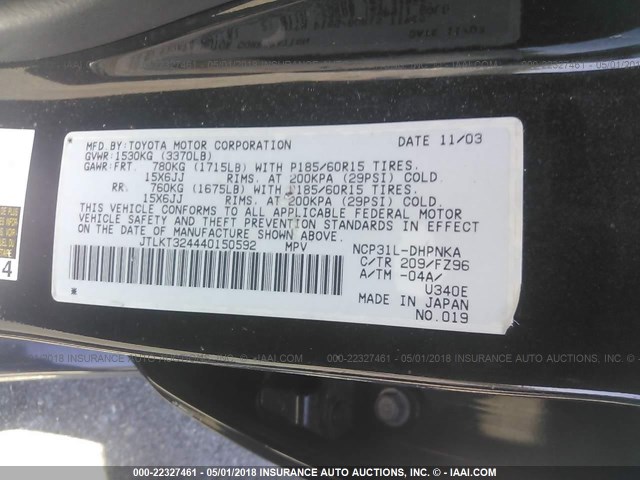 MFD.BY:TOYOTA MOTOR CORPORATION DATE 11/03
GVWR:1530KG (3370LB)
GAWR:FRT. 780KG (1715LB) WITH P185/60R15 TIRES.
15X6JJ RIMS. AT 200KPA (29PSI) COLD.
RR. 760KG (1675LB) WITH P185/60R15 TIRES.
15X6JJ RIMS. AT 200KPA (29PSI) COLD.
THIS VEHICLE CONFORMS TO ALL APPLICABLE FEDERAL MOTOR
VEHICLE SAFETY AND THEFT PREVENTION STANDARDS IN EFFECT
ON THE DATE OF MANUFACTURE SHOWN ABOVE.
JTLKT324440150592 MPV NCP31L-DHPNKA
C/TR 209/FZ96
A/TM -04A/
U340E
MADE IN JAPAN
NO.019
4
000-22327461 - 05/01/2018 - © INSURANCE AUTO AUCTIONS - IAAI.COM